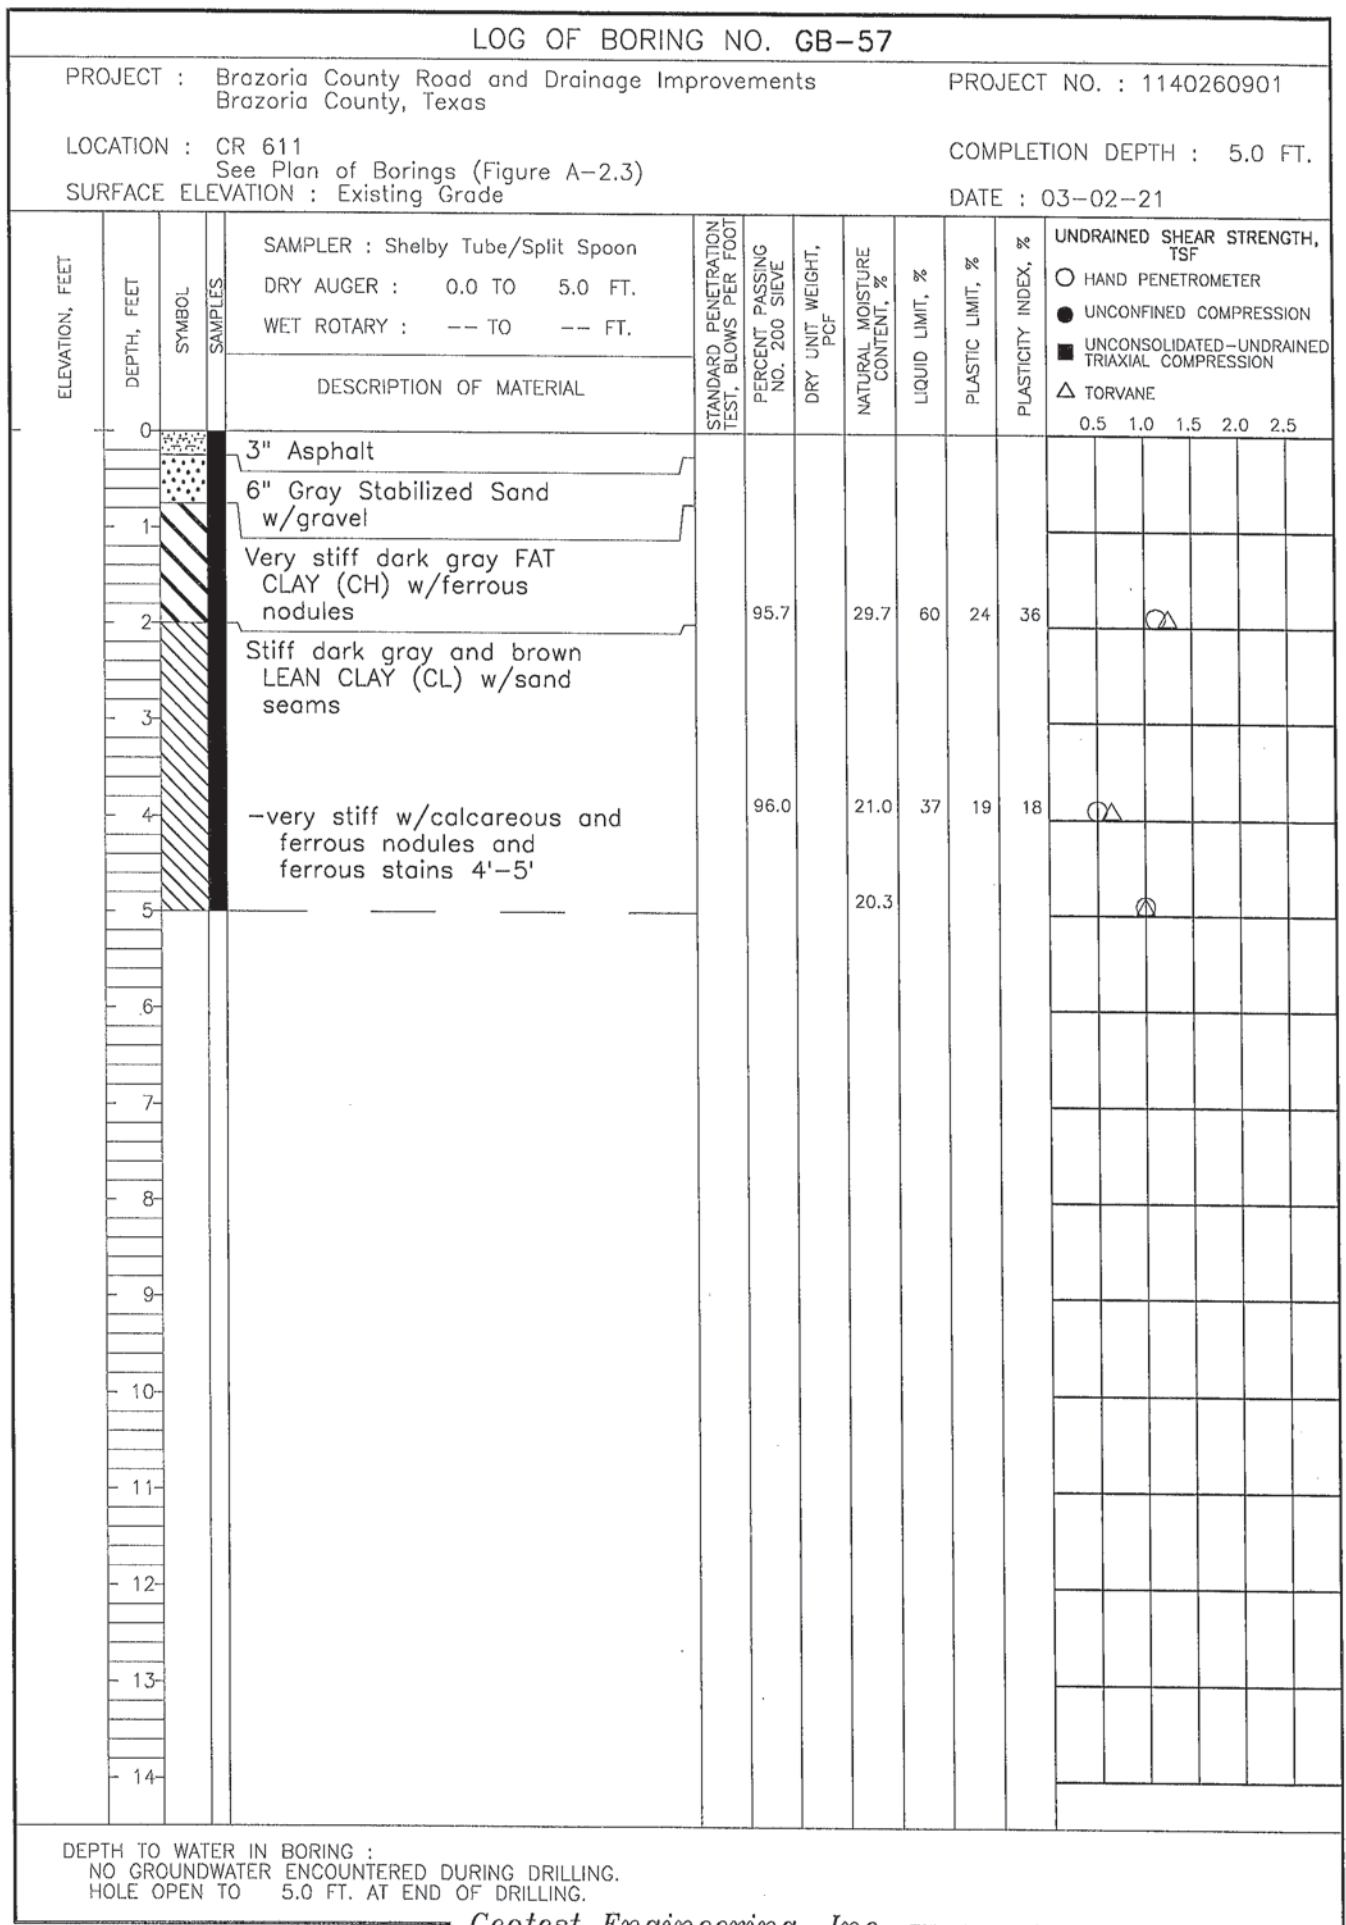 LOG OF BORING NO. GB-57
PROJECT : Brazoria County Road and Drainage Improvements
Brazoria County, Texas
PROJECT NO. : 1140260901
LOCATION : CR 611
See Plan of Borings (Figure A-2.3)
COMPLETION DEPTH : 5.0 FT.
SURFACE ELEVATION : Existing Grade
DATE : 03-02-21
ELEVATION, FEET
DEPTH, FEET
SYMBOL
SAMPLES
SAMPLER : Shelby Tube/Split Spoon
DRY AUGER : 0.0 TO 5.0 FT.
WET ROTARY : -- TO -- FT.
DESCRIPTION OF MATERIAL
STANDARD PENETRATION
TEST, BLOWS PER FOOT
PERCENT PASSING
NO. 200 SIEVE
DRY UNIT WEIGHT,
PCF
NATURAL MOISTURE
CONTENT, %
LIQUID LIMIT, %
PLASTIC LIMIT, %
PLASTICITY INDEX, %
UNDRAINED SHEAR STRENGTH,
TSF
HAND PENETROMETER
UNCONFINED COMPRESSION
UNCONSOLIDATED-UNDRAINED
TRIAXIAL COMPRESSION
TORVANE
0.5 1.0 1.5 2.0 2.5
0
3" Asphalt
6" Gray Stabilized Sand
w/gravel
1
Very stiff dark gray FAT
CLAY (CH) w/ferrous
nodules
95.7 29.7 60 24 36
2
Stiff dark gray and brown
LEAN CLAY (CL) w/sand
seams
3
96.0 21.0 37 19 18
4
-very stiff w/calcareous and
ferrous nodules and
ferrous stains 4'-5'
20.3
5
6
7
8
9
10
11
12
13
14
DEPTH TO WATER IN BORING :
NO GROUNDWATER ENCOUNTERED DURING DRILLING.
HOLE OPEN TO 5.0 FT. AT END OF DRILLING.
Geotest Engineering, Inc.